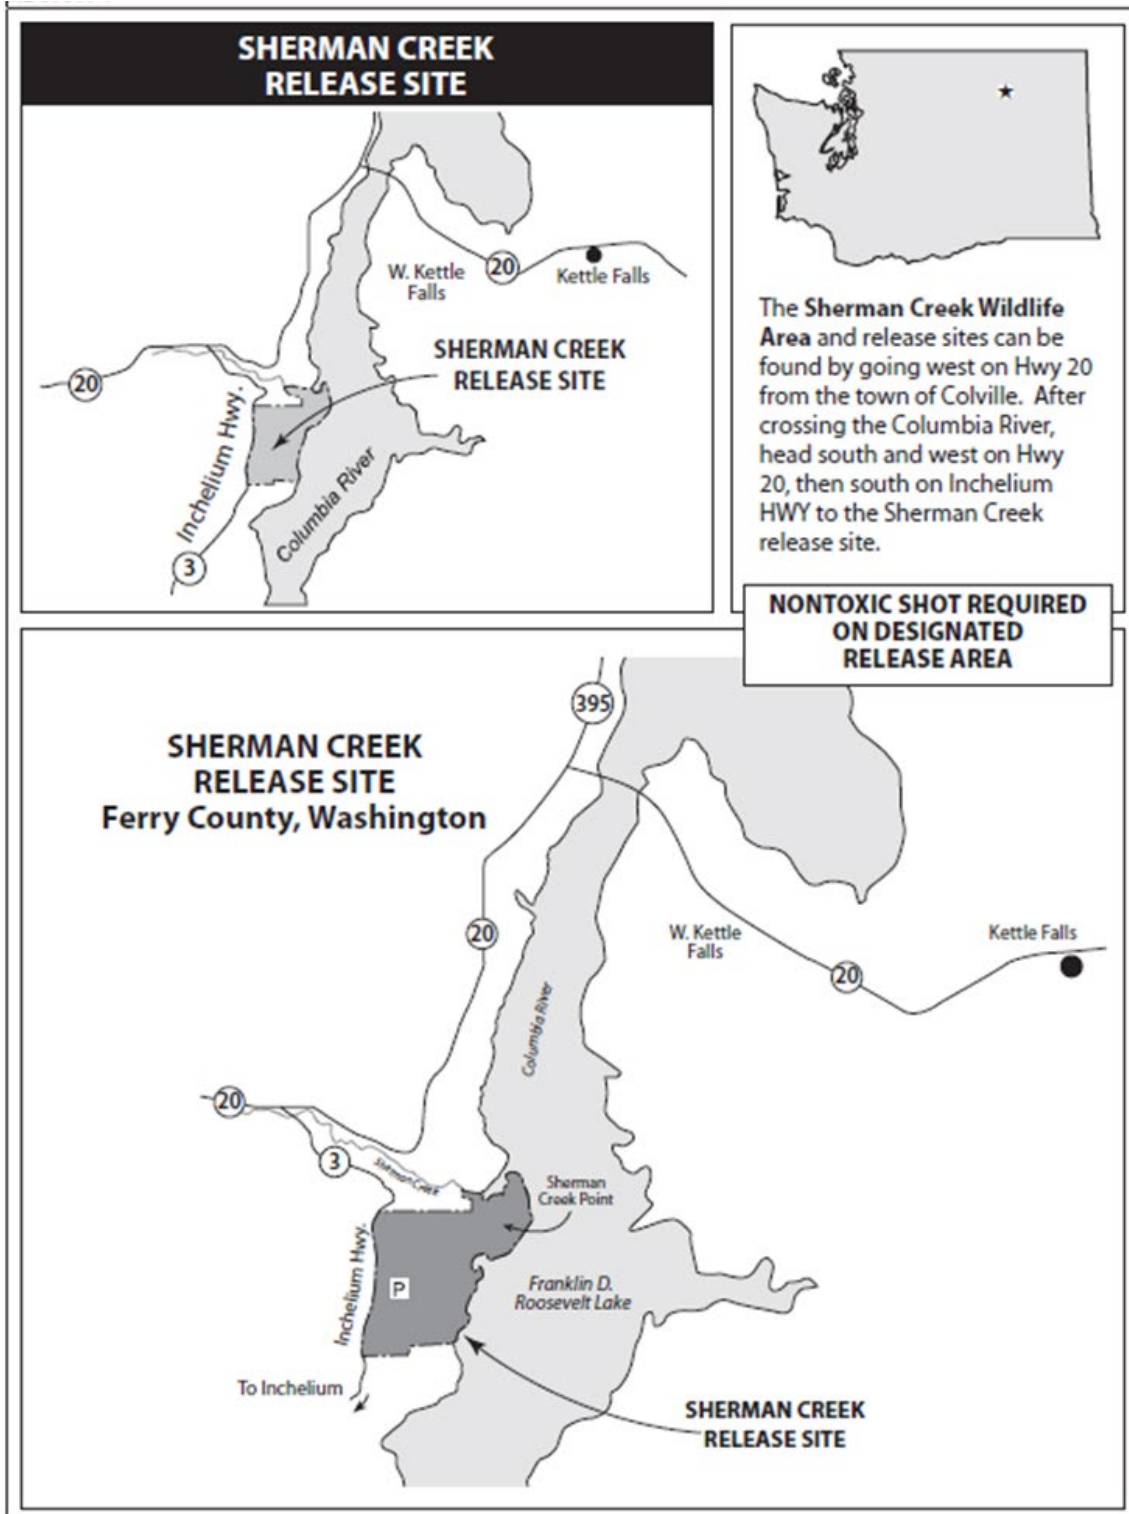 SHERMAN CREEK
RELEASE SITE
20
W. Kettle
Falls
Kettle Falls
SHERMAN CREEK
RELEASE SITE
20
Inchelium Hwy.
Columbia River
3
The Sherman Creek Wildlife
Area and release sites can be
found by going west on Hwy 20
from the town of Colville. After
crossing the Columbia River,
head south and west on Hwy
20, then south on Inchelium
HWY to the Sherman Creek
release site.
NONTOXIC SHOT REQUIRED
ON DESIGNATED
RELEASE AREA
SHERMAN CREEK
RELEASE SITE
Ferry County, Washington
395
20
W. Kettle
Falls
Kettle Falls
20
Columbia River
20
3
Sherman Creek
Sherman
Creek Point
Inchelium Hwy.
P
Franklin D.
Roosevelt Lake
To Inchelium
SHERMAN CREEK
RELEASE SITE